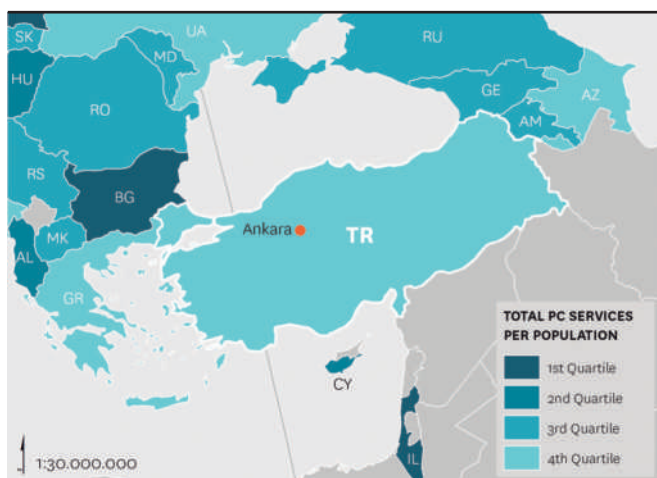 SK
UA
MD
RU
HU
RO
GE
AZ
AM
RS
BG
Ankara
TR
MK
AL
GR
CY
IL
TOTAL PC SERVICES
PER POPULATION
1st Quartile
2nd Quartile
3rd Quartile
4th Quartile
1:30.000.000